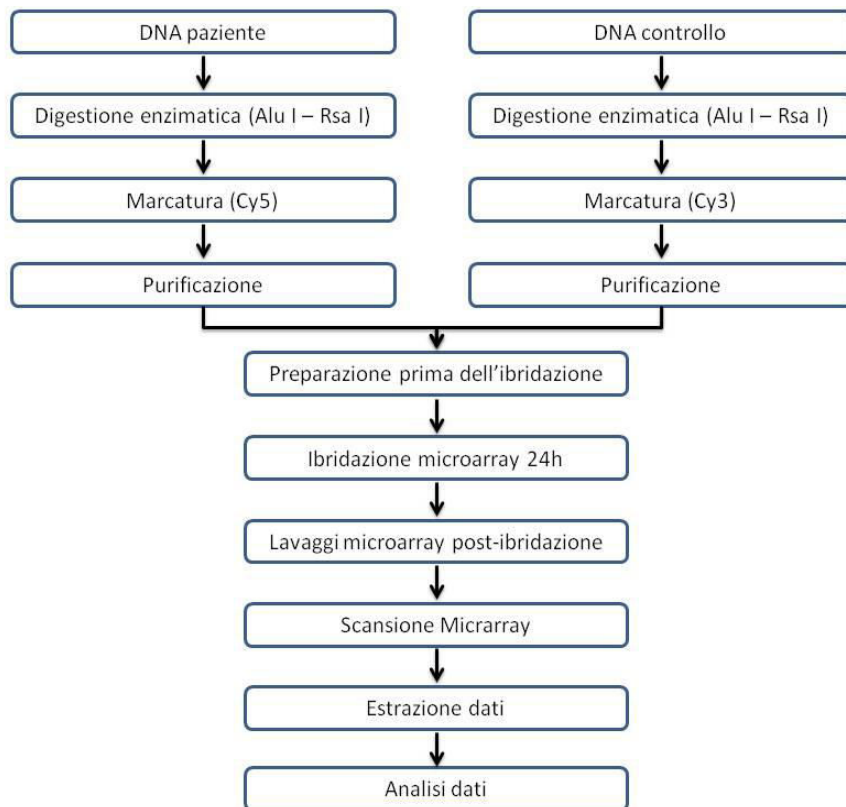 DNA paziente
DNA controllo
Digestione enzimatica (Alu I – Rsa I)
Digestione enzimatica (Alu I – Rsa I)
Marcatura (Cy5)
Marcatura (Cy3)
Purificazione
Purificazione
Preparazione prima dell'ibridazione
Ibridazione microarray 24h
Lavaggi microarray post-ibridazione
Scansione Micrarray
Estrazione dati
Analisi dati